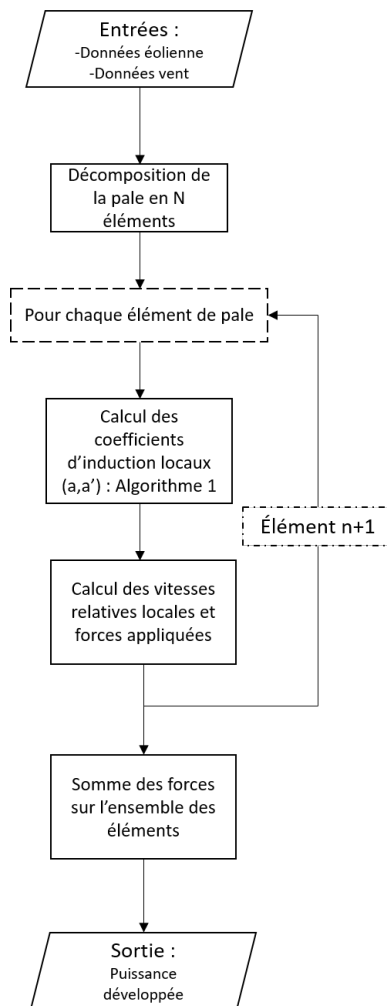 Entrées :
-Données éolienne
-Données vent
Décomposition de
la pale en N
éléments
Pour chaque élément de pale
Calcul des
coefficients
d'induction locaux
(a,a') : Algorithme 1
Élément n+1
Calcul des vitesses
relatives locales et
forces appliquées
Somme des forces
sur l'ensemble des
éléments
Sortie :
Puissance
développée